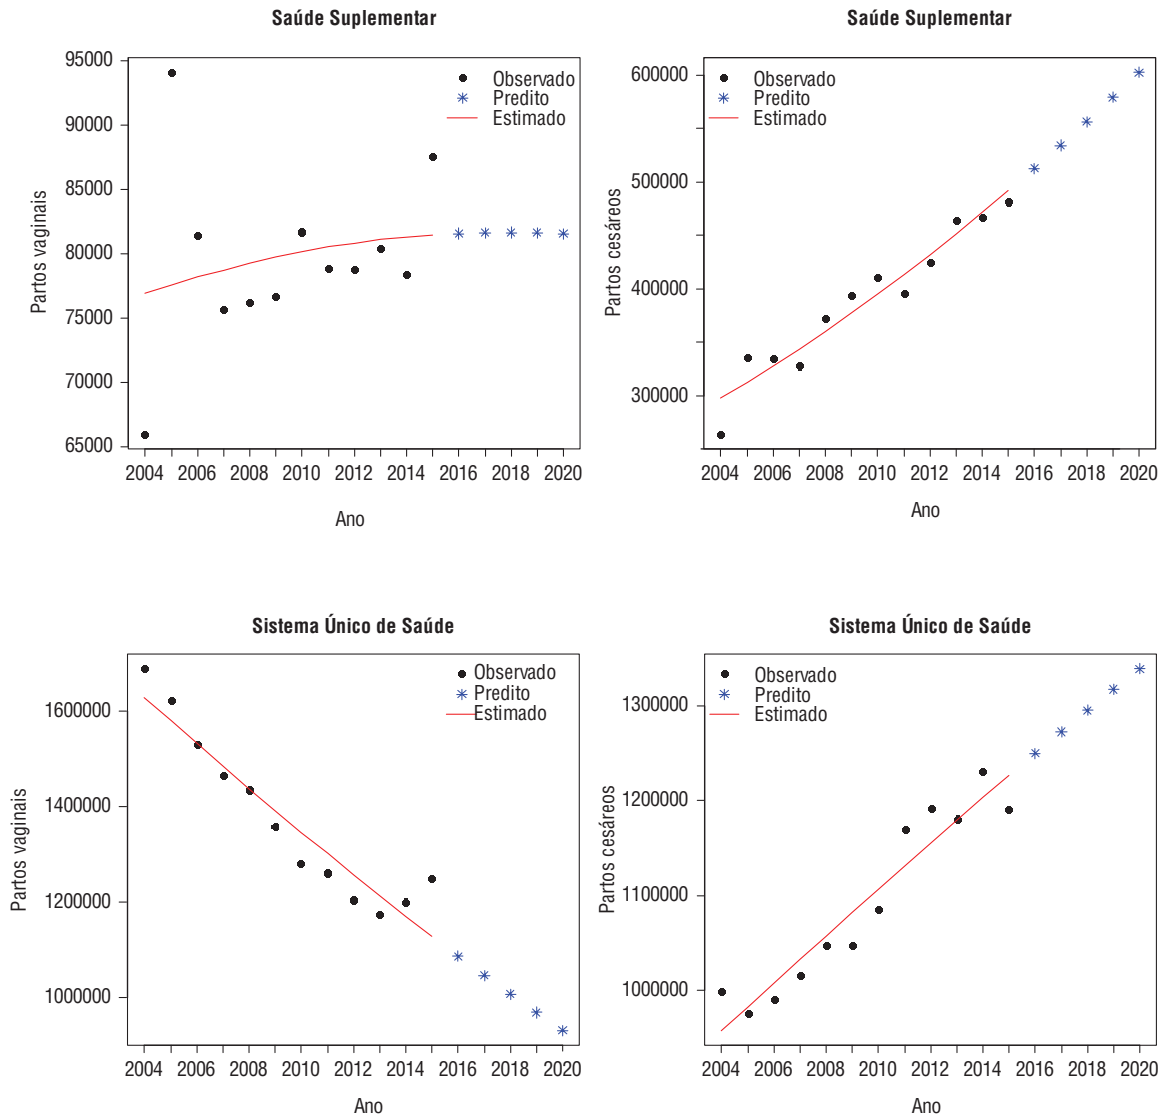 Saúde Suplementar
95000
90000
85000
80000
75000
70000
65000
Partos vaginais
Observado
Predito
Estimado
2004 2006 2008 2010 2012 2014 2016 2018 2020
Ano
Saúde Suplementar
600000
500000
400000
300000
Partos cesáreos
Observado
Predito
Estimado
2004 2006 2008 2010 2012 2014 2016 2018 2020
Ano
Sistema Único de Saúde
1600000
1400000
1200000
1000000
Partos vaginais
Observado
Predito
Estimado
2004 2006 2008 2010 2012 2014 2016 2018 2020
Ano
Sistema Único de Saúde
1300000
1200000
1100000
1000000
Partos cesáreos
Observado
Predito
Estimado
2004 2006 2008 2010 2012 2014 2016 2018 2020
Ano